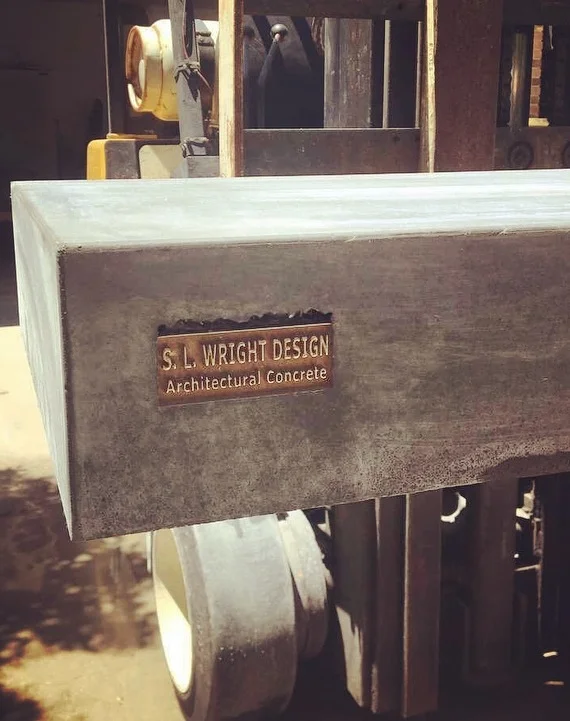 S. L. WRIGHT DESIGN
Architectural Concrete